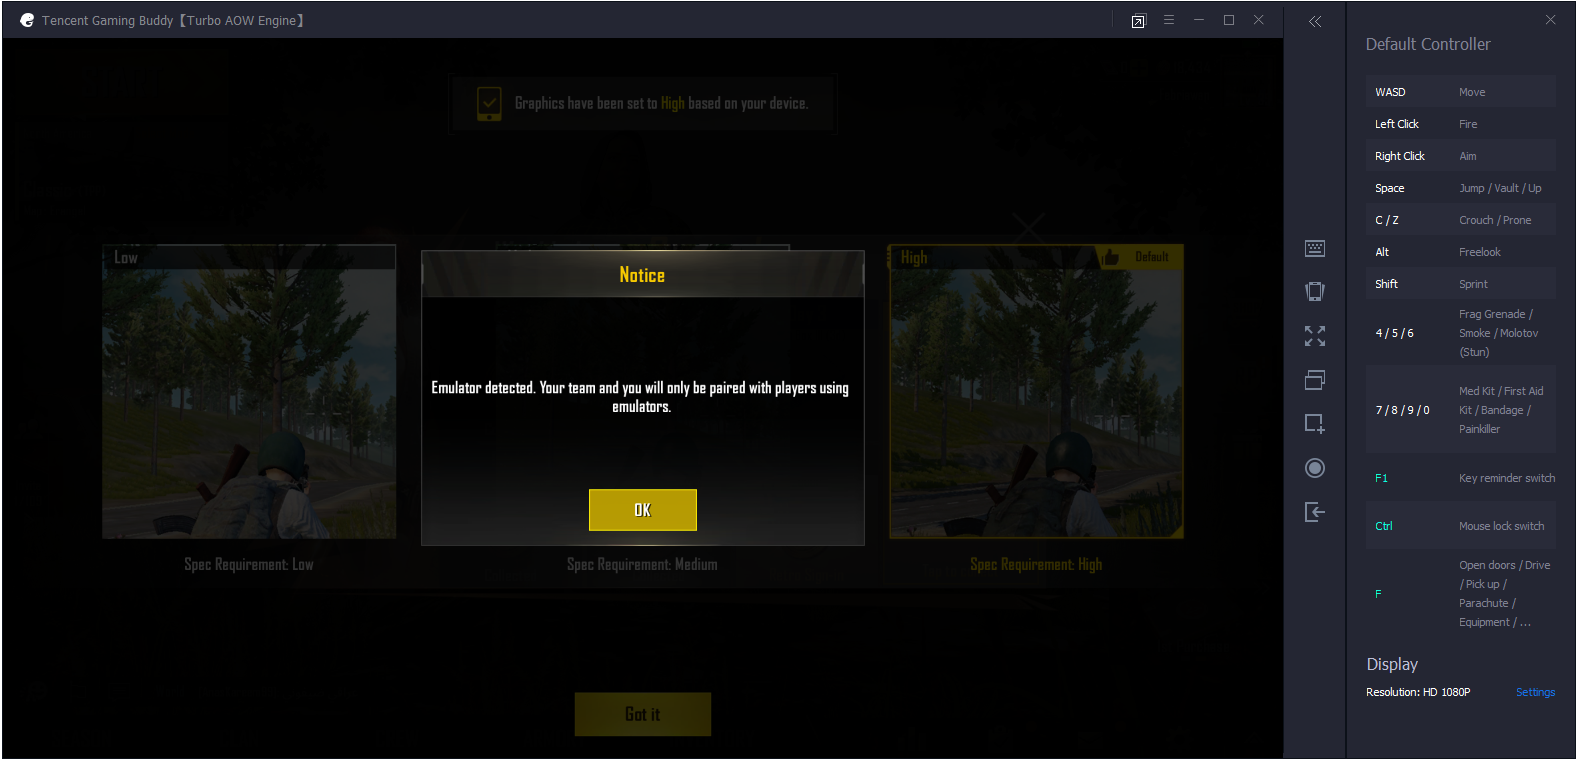 Tencent Gaming Buddy【Turbo AOW Engine】
Graphics have been set to High based on your device.
Low
High
Default
Notice
Emulator detected. Your team and you will only be paired with players using
emulators.
OK
Spec Requirement: Low
Spec Requirement: Medium
Spec Requirement: High
Got it
Default Controller
WASD Move
Left Click Fire
Right Click Aim
Space Jump / Vault / Up
C / Z Crouch / Prone
Alt Freelook
Shift Sprint
4 / 5 / 6 Frag Grenade /
Smoke / Molotov
(Stun)
7 / 8 / 9 / 0 Med Kit / First Aid
Kit / Bandage /
Painkiller
F1 Key reminder switch
Ctrl Mouse lock switch
F Open doors / Drive
/ Pick up /
Parachute /
Equipment / ...
Display
Resolution: HD 1080P Settings